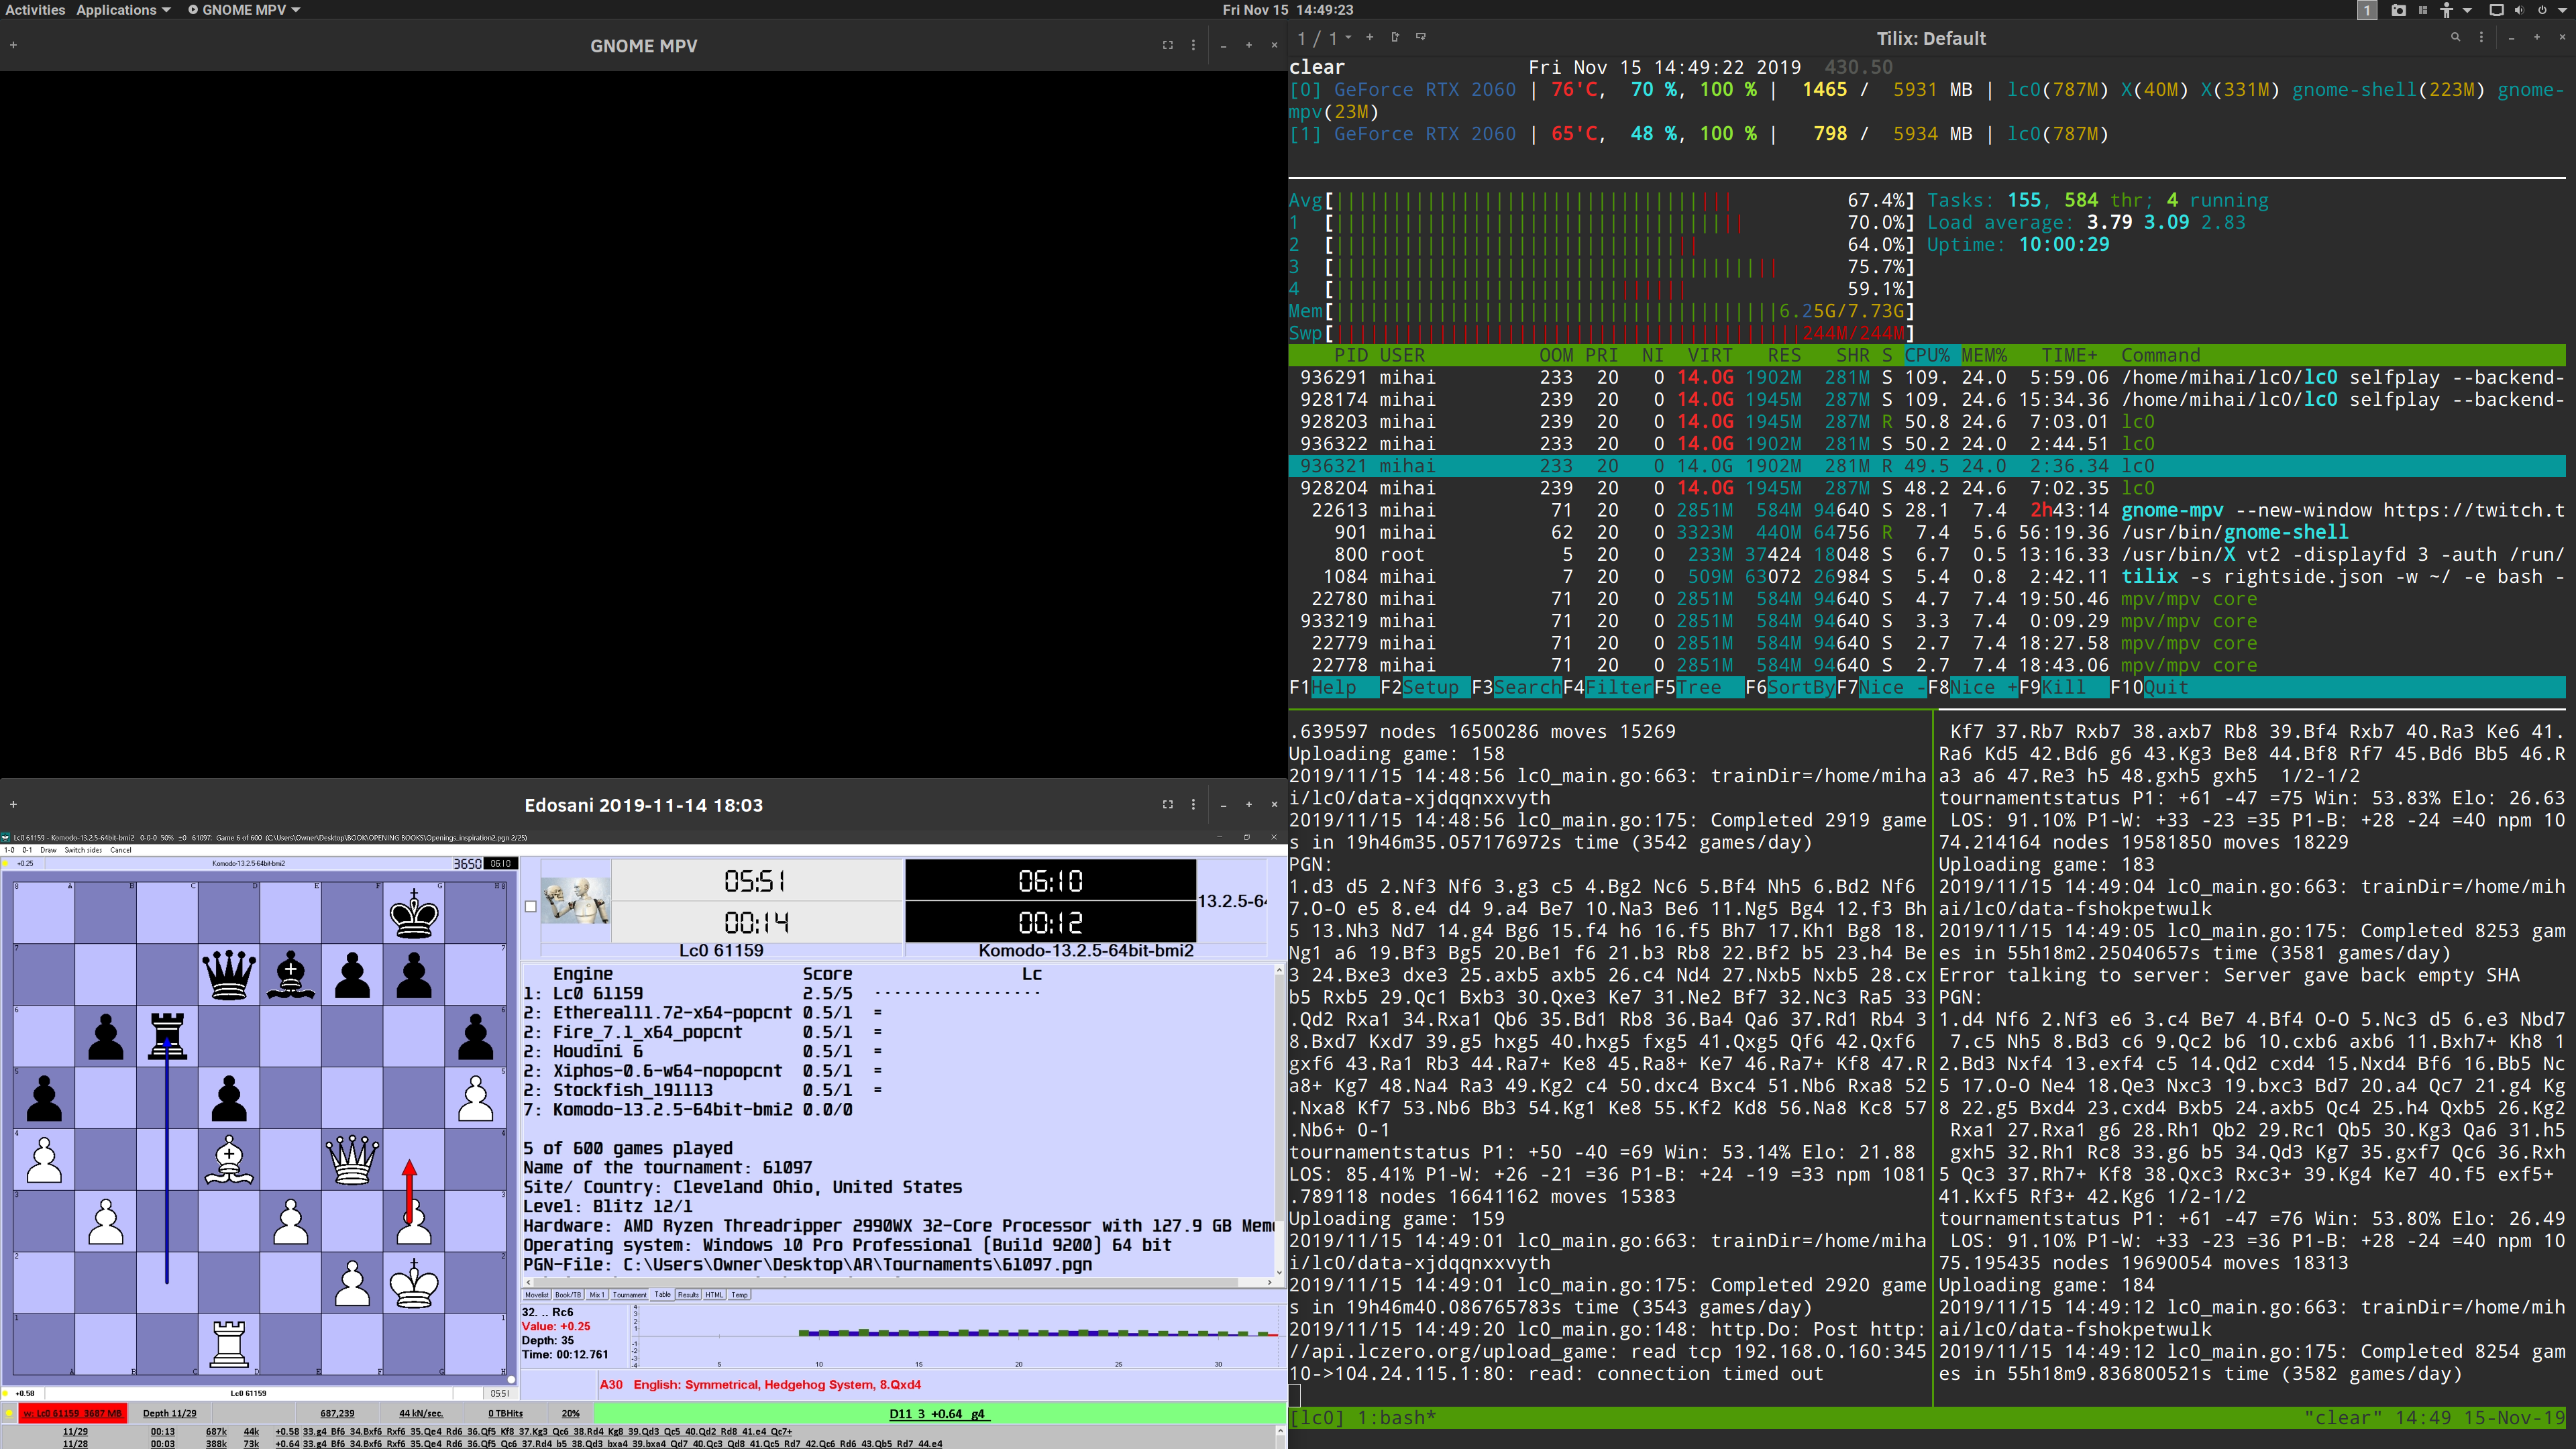 Activities Applications GNOME MPV Fri Nov 15 14:49:23 1
GNOME MPV
1 / 1 Tilix: Default
clear Fri Nov 15 14:49:22 2019 430.50
[0] GeForce RTX 2060 | 76'C, 70 %, 100 % | 1465 / 5931 MB | lc0(787M) X(40M) X(331M) gnome-shell(223M) gnome-
mpv(23M)
[1] GeForce RTX 2060 | 65'C, 48 %, 100 % | 798 / 5934 MB | lc0(787M)
Avg[ 67.4%] Tasks: 155, 584 thr; 4 running
1 [ 70.0%] Load average: 3.79 3.09 2.83
2 [ 64.0%] Uptime: 10:00:29
3 [ 75.7%]
4 [ 59.1%]
Mem[ 6.25G/7.73G]
Swp[ 244M/244M]
PID USER OOM PRI NI VIRT RES SHR S CPU% MEM% TIME+ Command
936291 mihai 233 20 0 14.0G 1902M 281M S 109. 24.0 5:59.06 /home/mihai/lc0/lc0 selfplay --backend-
928174 mihai 239 20 0 14.0G 1945M 287M S 109. 24.6 15:34.36 /home/mihai/lc0/lc0 selfplay --backend-
928203 mihai 239 20 0 14.0G 1945M 287M R 50.8 24.6 7:03.01 lc0
936322 mihai 233 20 0 14.0G 1902M 281M S 50.2 24.0 2:44.51 lc0
936321 mihai 233 20 0 14.0G 1902M 281M R 49.5 24.0 2:36.34 lc0
928204 mihai 239 20 0 14.0G 1945M 287M S 48.2 24.6 7:02.35 lc0
22613 mihai 71 20 0 2851M 584M 94640 S 28.1 7.4 2h43:14 gnome-mpv --new-window https://twitch.t
901 mihai 62 20 0 3323M 440M 64756 R 7.4 5.6 56:19.36 /usr/bin/gnome-shell
800 root 5 20 0 233M 37424 18048 S 6.7 0.5 13:16.33 /usr/bin/X vt2 -displayfd 3 -auth /run/
1084 mihai 7 20 0 509M 63072 26984 S 5.4 0.8 2:42.11 tilix -s rightside.json -w ~/ -e bash -
22780 mihai 71 20 0 2851M 584M 94640 S 4.7 7.4 19:50.46 mpv/mpv core
933219 mihai 71 20 0 2851M 584M 94640 S 3.3 7.4 0:09.29 mpv/mpv core
22779 mihai 71 20 0 2851M 584M 94640 S 2.7 7.4 18:27.58 mpv/mpv core
22778 mihai 71 20 0 2851M 584M 94640 S 2.7 7.4 18:43.06 mpv/mpv core
F1Help F2Setup F3SearchF4FilterF5Tree F6SortByF7Nice -F8Nice +F9Kill F10Quit
.639597 nodes 16500286 moves 15269
Uploading game: 158
2019/11/15 14:48:56 lc0_main.go:663: trainDir=/home/miha
i/lc0/data-xjdqqnxxvyth
2019/11/15 14:48:56 lc0_main.go:175: Completed 2919 game
s in 19h46m35.057176972s time (3542 games/day)
PGN:
1.d3 d5 2.Nf3 Nf6 3.g3 c5 4.Bg2 Nc6 5.Bf4 Nh5 6.Bd2 Nf6
7.O-O e5 8.e4 d4 9.a4 Be7 10.Na3 Be6 11.Ng5 Bg4 12.f3 Bh
5 13.Nh3 Nd7 14.g4 Bg6 15.f4 h6 16.f5 Bh7 17.Kh1 Bg8 18.
Ng1 a6 19.Bf3 Bg5 20.Be1 f6 21.b3 Rb8 22.Bf2 b5 23.h4 Be
3 24.Bxe3 dxe3 25.axb5 axb5 26.c4 Nd4 27.Nxb5 Nxb5 28.cx
b5 Rxb5 29.Qc1 Bxb3 30.Qxe3 Ke7 31.Ne2 Bf7 32.Nc3 Ra5 33
.Qd2 Rxa1 34.Rxa1 Qb6 35.Bd1 Rb8 36.Ba4 Qa6 37.Rd1 Rb4 3
8.Bxd7 Kxd7 39.g5 hxg5 40.hxg5 fxg5 41.Qxg5 Qf6 42.Qxf6
gxf6 43.Ra1 Rb3 44.Ra7+ Ke8 45.Ra8+ Ke7 46.Ra7+ Kf8 47.R
a8+ Kg7 48.Na4 Ra3 49.Kg2 c4 50.dxc4 Bxc4 51.Nb6 Rxa8 52
.Nxa8 Kf7 53.Nb6 Bb3 54.Kg1 Ke8 55.Kf2 Kd8 56.Na8 Kc8 57
.Nb6+ 0-1
tournamentstatus P1: +50 -40 =69 Win: 53.14% Elo: 21.88
LOS: 85.41% P1-W: +26 -21 =36 P1-B: +24 -19 =33 npm 1081
.789118 nodes 16641162 moves 15383
Uploading game: 159
2019/11/15 14:49:01 lc0_main.go:663: trainDir=/home/miha
i/lc0/data-xjdqqnxxvyth
2019/11/15 14:49:01 lc0_main.go:175: Completed 2920 game
s in 19h46m40.086765783s time (3543 games/day)
2019/11/15 14:49:20 lc0_main.go:148: http.Do: Post http:
//api.lczero.org/upload_game: read tcp 192.168.0.160:345
10->104.24.115.1:80: read: connection timed out
Kf7 37.Rb7 Rxb7 38.axb7 Rb8 39.Bf4 Rxb7 40.Ra3 Ke6 41.
Ra6 Kd5 42.Bd6 g6 43.Kg3 Be8 44.Bf8 Rf7 45.Bd6 Bb5 46.R
a3 a6 47.Re3 h5 48.gxh5 gxh5 1/2-1/2
tournamentstatus P1: +61 -47 =75 Win: 53.83% Elo: 26.63
LOS: 91.10% P1-W: +33 -23 =35 P1-B: +28 -24 =40 npm 10
74.214164 nodes 19581850 moves 18229
Uploading game: 183
2019/11/15 14:49:04 lc0_main.go:663: trainDir=/home/mih
ai/lc0/data-fshokpetwulk
2019/11/15 14:49:05 lc0_main.go:175: Completed 8253 gam
es in 55h18m2.25040657s time (3581 games/day)
Error talking to server: Server gave back empty SHA
PGN:
1.d4 Nf6 2.Nf3 e6 3.c4 Be7 4.Bf4 O-O 5.Nc3 d5 6.e3 Nbd7
7.c5 Nh5 8.Bd3 c6 9.Qc2 b6 10.cxb6 axb6 11.Bxh7+ Kh8 1
2.Bd3 Nxf4 13.exf4 c5 14.Qd2 cxd4 15.Nxd4 Bf6 16.Bb5 Nc
5 17.O-O Ne4 18.Qe3 Nxc3 19.bxc3 Bd7 20.a4 Qc7 21.g4 Kg
8 22.g5 Bxd4 23.cxd4 Bxb5 24.axb5 Qc4 25.h4 Qxb5 26.Kg2
Rxa1 27.Rxa1 g6 28.Rh1 Qb2 29.Rc1 Qb5 30.Kg3 Qa6 31.h5
gxh5 32.Rh1 Rc8 33.g6 b5 34.Qd3 Kg7 35.gxf7 Qc6 36.Rxh
5 Qc3 37.Rh7+ Kf8 38.Qxc3 Rxc3+ 39.Kg4 Ke7 40.f5 exf5+
41.Kxf5 Rf3+ 42.Kg6 1/2-1/2
tournamentstatus P1: +61 -47 =76 Win: 53.80% Elo: 26.49
LOS: 91.10% P1-W: +33 -23 =36 P1-B: +28 -24 =40 npm 10
75.195435 nodes 19690054 moves 18313
Uploading game: 184
2019/11/15 14:49:12 lc0_main.go:663: trainDir=/home/mih
ai/lc0/data-fshokpetwulk
2019/11/15 14:49:12 lc0_main.go:175: Completed 8254 gam
es in 55h18m9.836800521s time (3582 games/day)
[lc0] 1:bash* "clear" 14:49 15-Nov-19
Edosani 2019-11-14 18:03
Lc0 61159 - Komodo-13.2.5-64bit-bmi2 0-0-0 50% ±0 61097: Game 6 of 600 (C:\Users\Owner\Desktop\BOOK\OPENING BOOKS\Openings_inspiration2.pgn 2/25)
1-0 0-1 Draw Switch sides Cancel
+0.25 Komodo-13.2.5-64bit-bmi2 3650 06:10
05:51 06:10 13.2.5-64
00:14 00:12
Lc0 61159 Komodo-13.2.5-64bit-bmi2
Engine Score Lc
1: Lc0 61159 2.5/5 - - - - - - - - - - - - - - - - -
2: Ethereal11.72-x64-popcnt 0.5/1 =
2: Fire_7.1_x64_popcnt 0.5/1 =
2: Houdini 6 0.5/1 =
2: Xiphos-0.6-w64-nopopcnt 0.5/1 =
2: Stockfish_191113 0.5/1 =
7: Komodo-13.2.5-64bit-bmi2 0.0/0
5 of 600 games played
Name of the tournament: 61097
Site/ Country: Cleveland Ohio, United States
Level: Blitz 12/1
Hardware: AMD Ryzen Threadripper 2990WX 32-Core Processor with 127.9 GB Mem
Operating system: Windows 10 Pro Professional (Build 9200) 64 bit
PGN-File: C:\Users\Owner\Desktop\AR\Tournaments\61097.pgn
Movelist Book/TB Mix 1 Tournament Table Results HTML Temp
32. .. Rc6
Value: +0.25
Depth: 35
Time: 00:12.761
5 10 15 20 25 30
A30 English: Symmetrical, Hedgehog System, 8.Qxd4
+0.58 Lc0 61159 05:51
w: Lc0 61159, 3687 MB Depth 11/29 687,239 44 kN/sec. 0 TBHits 20% D11 3 +0.64 g4
11/29 00:13 687k 44k +0.58 33.g4 Bf6 34.Bxf6 Rxf6 35.Qe4 Rd6 36.Qf5 Kf8 37.Kg3 Qc6 38.Rd4 Kg8 39.Qd3 Qc5 40.Qd2 Rd8 41.e4 Qc7+
11/28 00:03 388k 73k +0.64 33.g4 Bf6 34.Bxf6 Rxf6 35.Qe4 Rd6 36.Qf5 Qc6 37.Rd4 b5 38.Qd3 bxa4 39.bxa4 Qd7 40.Qc3 Qd8 41.Qc5 Rd7 42.Qc6 Rd6 43.Qb5 Rd7 44.e4